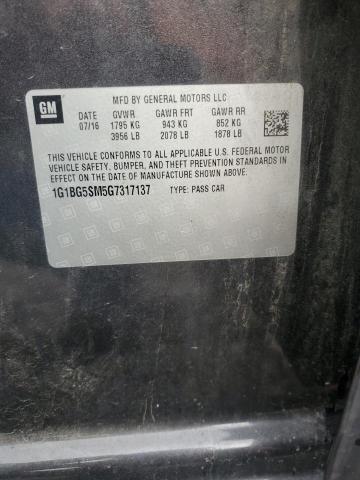 GM
MFD BY GENERAL MOTORS LLC
DATE GVWR GAWR FRT GAWR RR
07/16 1795 KG 943 KG 852 KG
3956 LB 2078 LB 1878 LB
THIS VEHICLE CONFORMS TO ALL APPLICABLE U.S. FEDERAL MOTOR
VEHICLE SAFETY, BUMPER, AND THEFT PREVENTION STANDARDS IN
EFFECT ON THE DATE OF MANUFACTURE SHOWN ABOVE.
1G1BG5SM5G7317137 TYPE: PASS CAR